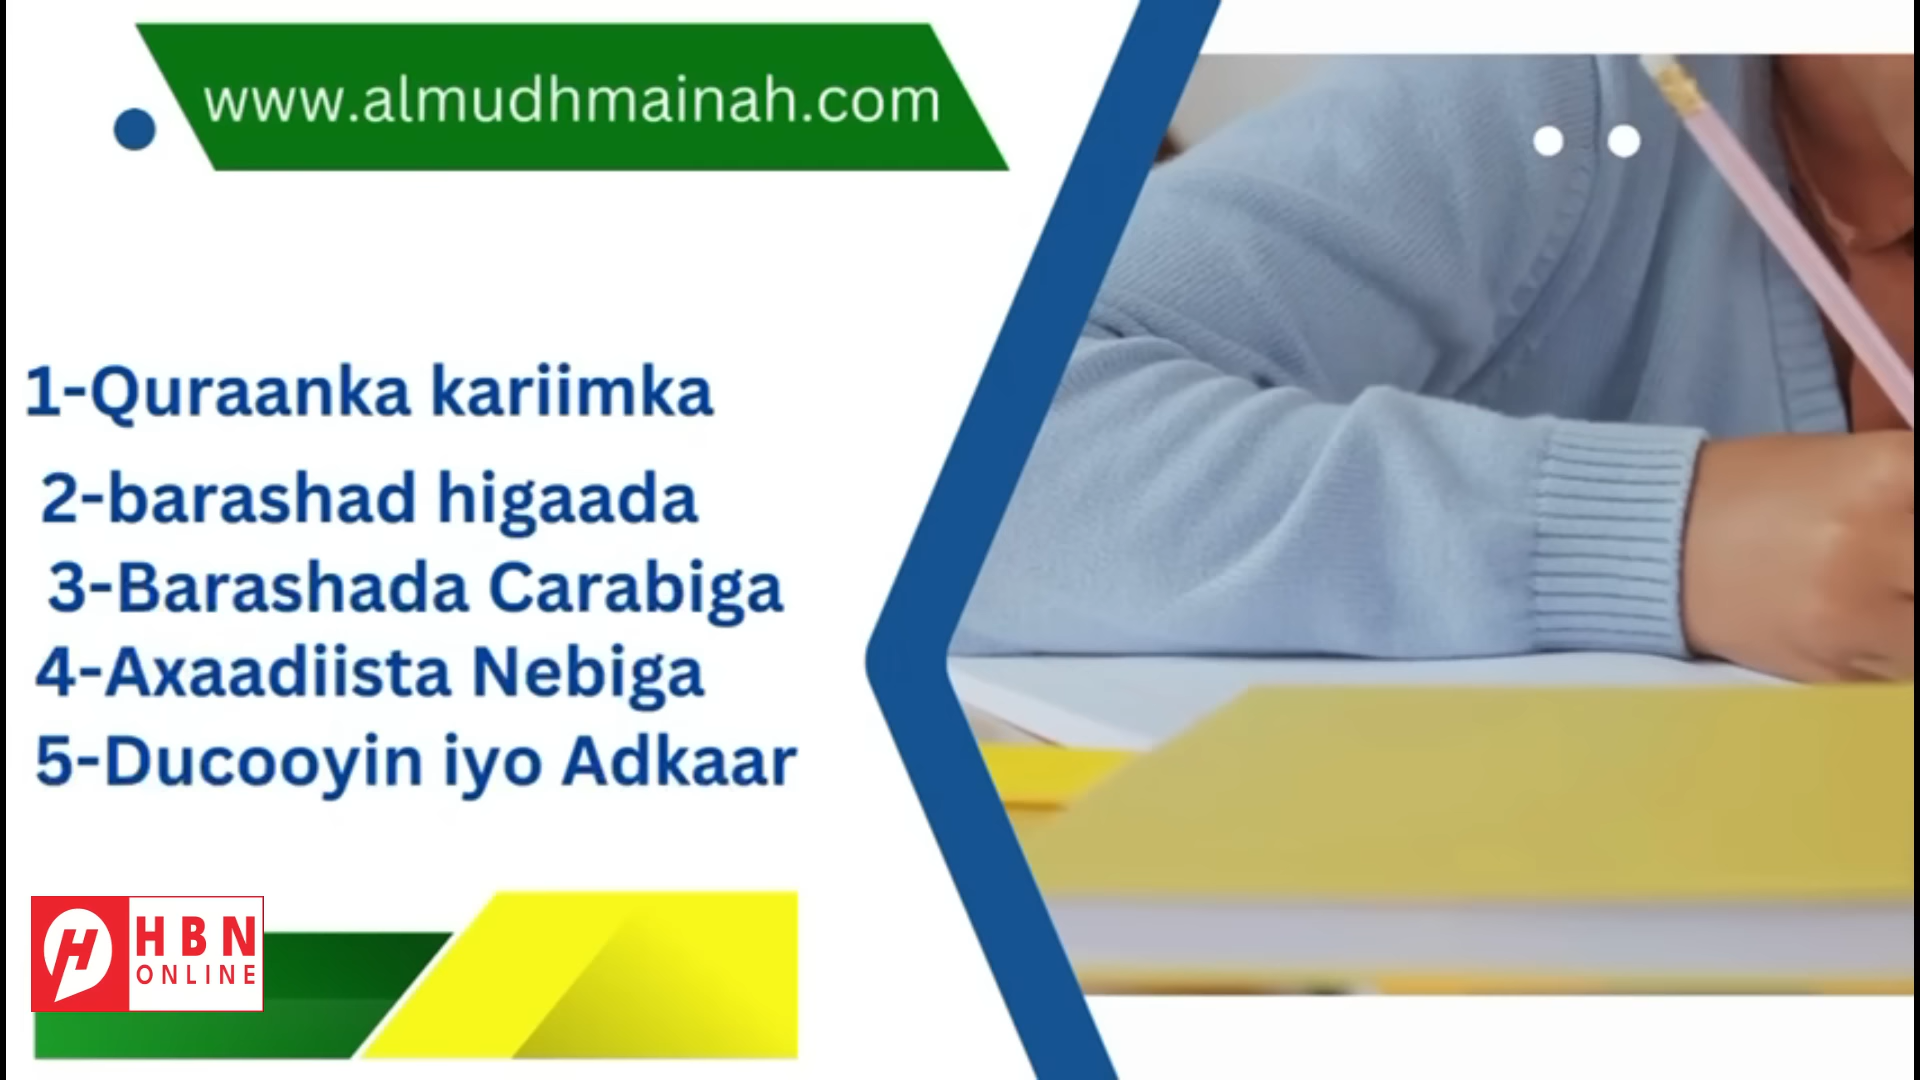 www.almudhmainah.com
1-Quraanka kariimka
2-barashad higaada
3-Barashada Carabiga
4-Axaadiista Nebiga
5-Ducooyin iyo Adkaar
H HBN
ONLINE